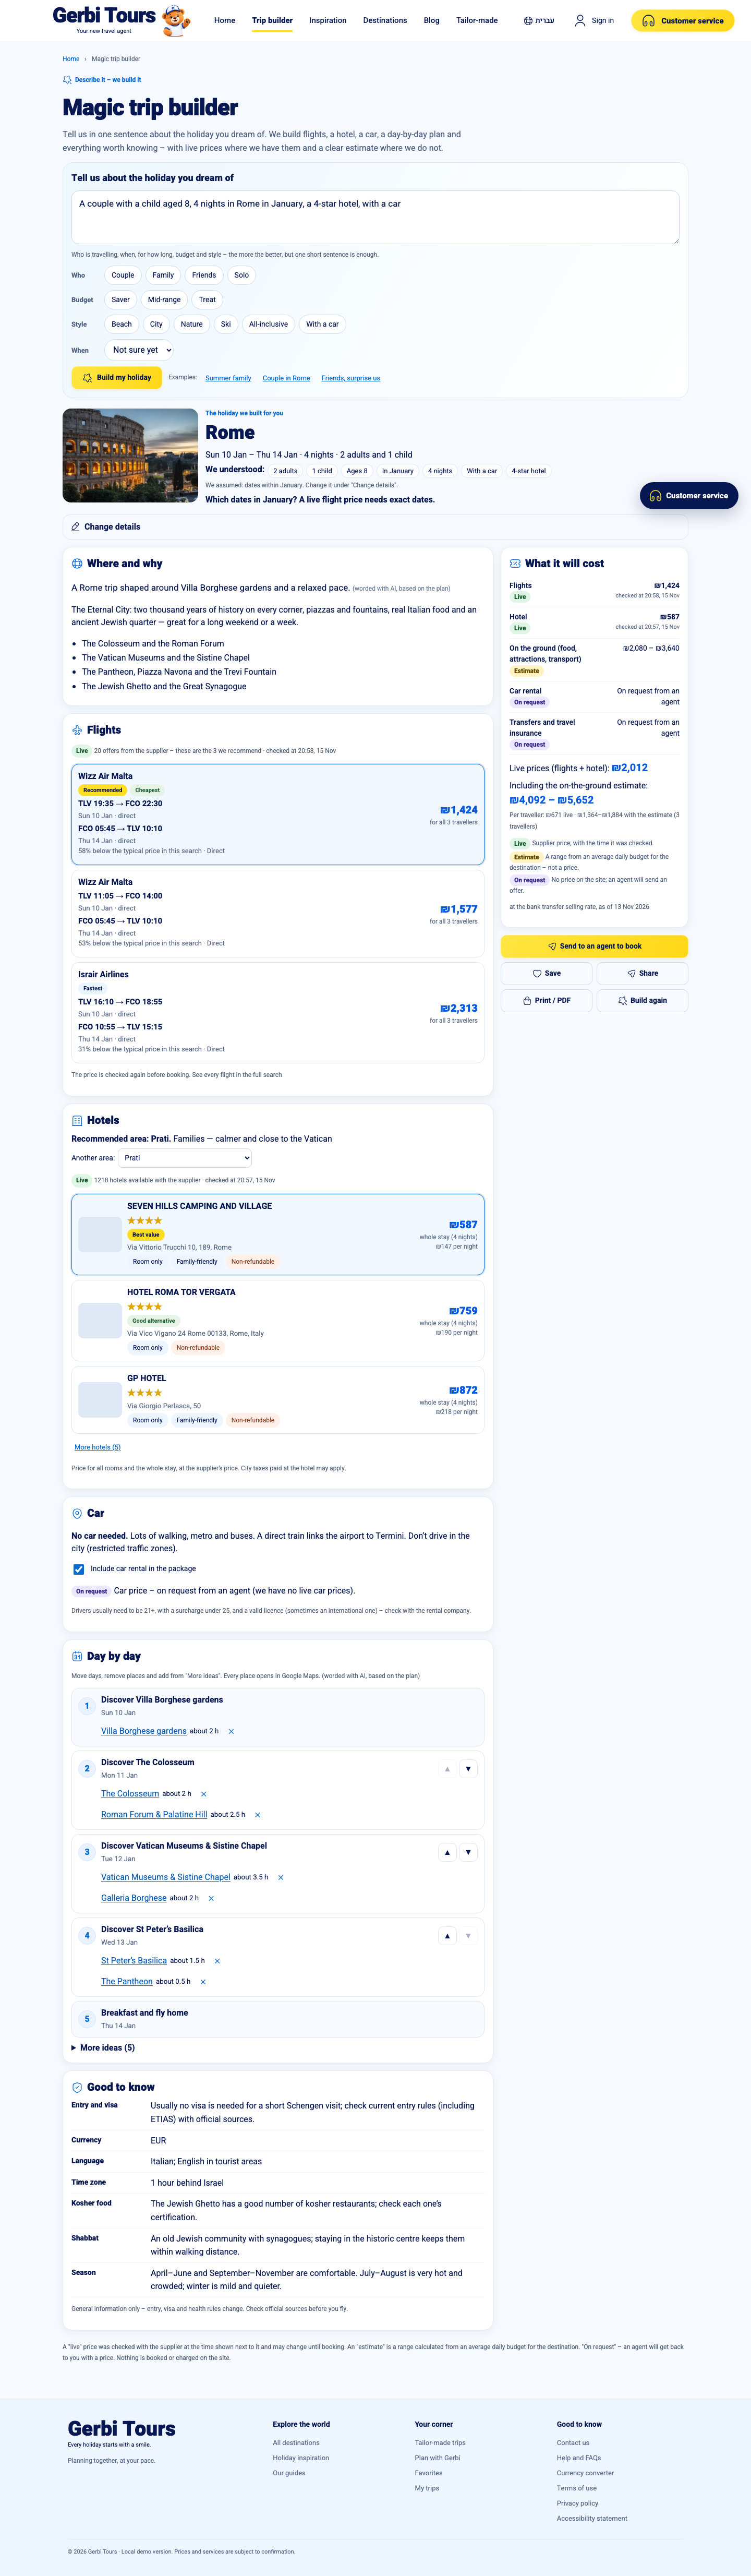 Gerbi Tours
Your new travel agent
Home
Trip builder
Inspiration
Destinations
Blog
Tailor-made
עברית
Sign in
Customer service
Home › Magic trip builder
Describe it – we build it
Magic trip builder
Tell us in one sentence about the holiday you dream of. We build flights, a hotel, a car, a day-by-day plan and
everything worth knowing – with live prices where we have them and a clear estimate where we do not.
Tell us about the holiday you dream of
A couple with a child aged 8, 4 nights in Rome in January, a 4-star hotel, with a car
Who is travelling, when, for how long, budget and style – the more the better, but one short sentence is enough.
Who Couple Family Friends Solo
Budget Saver Mid-range Treat
Style Beach City Nature Ski All-inclusive With a car
When Not sure yet
Build my holiday
Examples: Summer family Couple in Rome Friends, surprise us
The holiday we built for you
Rome
Sun 10 Jan – Thu 14 Jan · 4 nights · 2 adults and 1 child
We understood: 2 adults 1 child Ages 8 In January 4 nights With a car 4-star hotel
We assumed: dates within January. Change it under "Change details".
Which dates in January? A live flight price needs exact dates.
Customer service
Change details
Where and why
A Rome trip shaped around Villa Borghese gardens and a relaxed pace. (worded with AI, based on the plan)
The Eternal City: two thousand years of history on every corner, piazzas and fountains, real Italian food and an
ancient Jewish quarter — great for a long weekend or a week.
• The Colosseum and the Roman Forum
• The Vatican Museums and the Sistine Chapel
• The Pantheon, Piazza Navona and the Trevi Fountain
• The Jewish Ghetto and the Great Synagogue
Flights
Live 20 offers from the supplier – these are the 3 we recommend · checked at 20:58, 15 Nov
Wizz Air Malta
Recommended Cheapest
TLV 19:35 → FCO 22:30
Sun 10 Jan · direct
FCO 05:45 → TLV 10:10
Thu 14 Jan · direct
58% below the typical price in this search · Direct
₪1,424
for all 3 travellers
Wizz Air Malta
TLV 11:05 → FCO 14:00
Sun 10 Jan · direct
FCO 05:45 → TLV 10:10
Thu 14 Jan · direct
53% below the typical price in this search · Direct
₪1,577
for all 3 travellers
Israir Airlines
Fastest
TLV 16:10 → FCO 18:55
Sun 10 Jan · direct
FCO 10:55 → TLV 15:15
Thu 14 Jan · direct
31% below the typical price in this search · Direct
₪2,313
for all 3 travellers
The price is checked again before booking. See every flight in the full search
Hotels
Recommended area: Prati. Families — calmer and close to the Vatican
Another area: Prati
Live 1218 hotels available with the supplier · checked at 20:57, 15 Nov
SEVEN HILLS CAMPING AND VILLAGE
★★★★
Best value
Via Vittorio Trucchi 10, 189, Rome
Room only Family-friendly Non-refundable
₪587
whole stay (4 nights)
₪147 per night
HOTEL ROMA TOR VERGATA
★★★★
Good alternative
Via Vico Vigano 24 Rome 00133, Rome, Italy
Room only Non-refundable
₪759
whole stay (4 nights)
₪190 per night
GP HOTEL
★★★★
Via Giorgio Perlasca, 50
Room only Family-friendly Non-refundable
₪872
whole stay (4 nights)
₪218 per night
More hotels (5)
Price for all rooms and the whole stay, at the supplier's price. City taxes paid at the hotel may apply.
Car
No car needed. Lots of walking, metro and buses. A direct train links the airport to Termini. Don't drive in the
city (restricted traffic zones).
Include car rental in the package
On request Car price – on request from an agent (we have no live car prices).
Drivers usually need to be 21+, with a surcharge under 25, and a valid licence (sometimes an international one) – check with the rental company.
Day by day
Move days, remove places and add from "More ideas". Every place opens in Google Maps. (worded with AI, based on the plan)
1 Discover Villa Borghese gardens
Sun 10 Jan
Villa Borghese gardens about 2 h ×
2 Discover The Colosseum ▲ ▼
Mon 11 Jan
The Colosseum about 2 h ×
Roman Forum & Palatine Hill about 2.5 h ×
3 Discover Vatican Museums & Sistine Chapel ▲ ▼
Tue 12 Jan
Vatican Museums & Sistine Chapel about 3.5 h ×
Galleria Borghese about 2 h ×
4 Discover St Peter's Basilica ▲ ▼
Wed 13 Jan
St Peter's Basilica about 1.5 h ×
The Pantheon about 0.5 h ×
5 Breakfast and fly home
Thu 14 Jan
▶ More ideas (5)
Good to know
Entry and visa Usually no visa is needed for a short Schengen visit; check current entry rules (including
ETIAS) with official sources.
Currency EUR
Language Italian; English in tourist areas
Time zone 1 hour behind Israel
Kosher food The Jewish Ghetto has a good number of kosher restaurants; check each one's
certification.
Shabbat An old Jewish community with synagogues; staying in the historic centre keeps them
within walking distance.
Season April–June and September–November are comfortable. July–August is very hot and
crowded; winter is mild and quieter.
General information only – entry, visa and health rules change. Check official sources before you fly.
What it will cost
Flights ₪1,424
Live checked at 20:58, 15 Nov
Hotel ₪587
Live checked at 20:57, 15 Nov
On the ground (food, ₪2,080 – ₪3,640
attractions, transport)
Estimate
Car rental On request from an
On request agent
Transfers and travel On request from an
insurance agent
On request
Live prices (flights + hotel): ₪2,012
Including the on-the-ground estimate:
₪4,092 – ₪5,652
Per traveller: ₪671 live · ₪1,364–₪1,884 with the estimate (3
travellers)
Live Supplier price, with the time it was checked.
Estimate A range from an average daily budget for the
destination – not a price.
On request No price on the site; an agent will send an
offer.
at the bank transfer selling rate, as of 13 Nov 2026
Send to an agent to book
Save
Share
Print / PDF
Build again
A "live" price was checked with the supplier at the time shown next to it and may change until booking. An "estimate" is a range calculated from an average daily budget for the destination. "On request" – an agent will get back
to you with a price. Nothing is booked or charged on the site.
Gerbi Tours
Every holiday starts with a smile.
Planning together, at your pace.
Explore the world
All destinations
Holiday inspiration
Our guides
Your corner
Tailor-made trips
Plan with Gerbi
Favorites
My trips
Good to know
Contact us
Help and FAQs
Currency converter
Terms of use
Privacy policy
Accessibility statement
© 2026 Gerbi Tours · Local demo version. Prices and services are subject to confirmation.